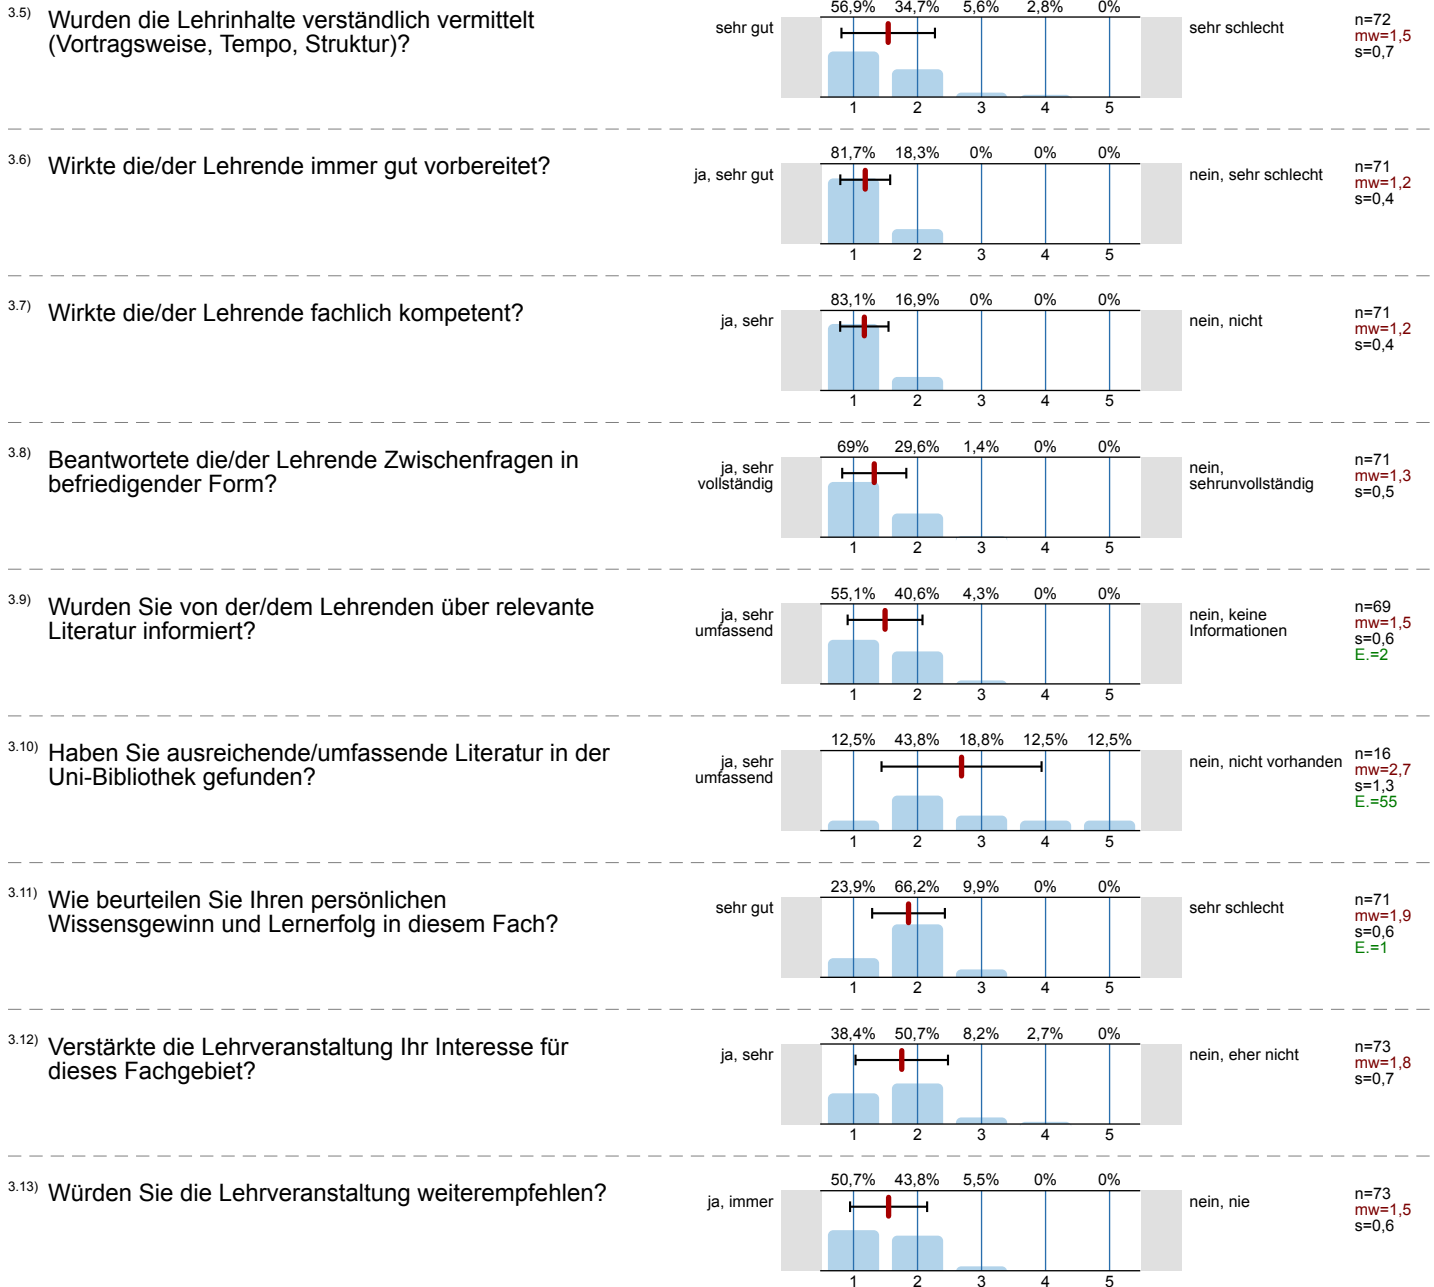 3.5) Wurden die Lehrinhalte verständlich vermittelt
(Vortragsweise, Tempo, Struktur)?
sehr gut
56,9% 34,7% 5,6% 2,8% 0%
1 2 3 4 5
sehr schlecht
n=72
mw=1,5
s=0,7
3.6) Wirkte die/der Lehrende immer gut vorbereitet?
ja, sehr gut
81,7% 18,3% 0% 0% 0%
1 2 3 4 5
nein, sehr schlecht
n=71
mw=1,2
s=0,4
3.7) Wirkte die/der Lehrende fachlich kompetent?
ja, sehr
83,1% 16,9% 0% 0% 0%
1 2 3 4 5
nein, nicht
n=71
mw=1,2
s=0,4
3.8) Beantwortete die/der Lehrende Zwischenfragen in
befriedigender Form?
ja, sehr
vollständig
69% 29,6% 1,4% 0% 0%
1 2 3 4 5
nein,
sehrunvollständig
n=71
mw=1,3
s=0,5
3.9) Wurden Sie von der/dem Lehrenden über relevante
Literatur informiert?
ja, sehr
umfassend
55,1% 40,6% 4,3% 0% 0%
1 2 3 4 5
nein, keine
Informationen
n=69
mw=1,5
s=0,6
E.=2
3.10) Haben Sie ausreichende/umfassende Literatur in der
Uni-Bibliothek gefunden?
ja, sehr
umfassend
12,5% 43,8% 18,8% 12,5% 12,5%
1 2 3 4 5
nein, nicht vorhanden
n=16
mw=2,7
s=1,3
E.=55
3.11) Wie beurteilen Sie Ihren persönlichen
Wissensgewinn und Lernerfolg in diesem Fach?
sehr gut
23,9% 66,2% 9,9% 0% 0%
1 2 3 4 5
sehr schlecht
n=71
mw=1,9
s=0,6
E.=1
3.12) Verstärkte die Lehrveranstaltung Ihr Interesse für
dieses Fachgebiet?
ja, sehr
38,4% 50,7% 8,2% 2,7% 0%
1 2 3 4 5
nein, eher nicht
n=73
mw=1,8
s=0,7
3.13) Würden Sie die Lehrveranstaltung weiterempfehlen?
ja, immer
50,7% 43,8% 5,5% 0% 0%
1 2 3 4 5
nein, nie
n=73
mw=1,5
s=0,6